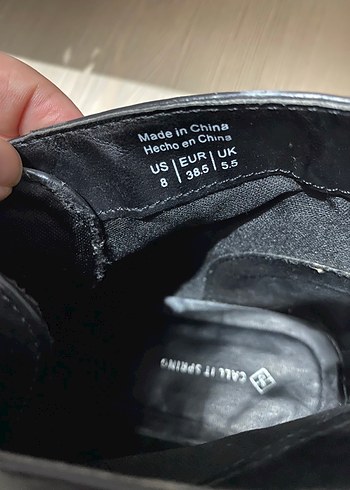 Made in China
Hecho en China
US | EUR | UK
8 | 38.5 | 5.5
CALL IT SPRING